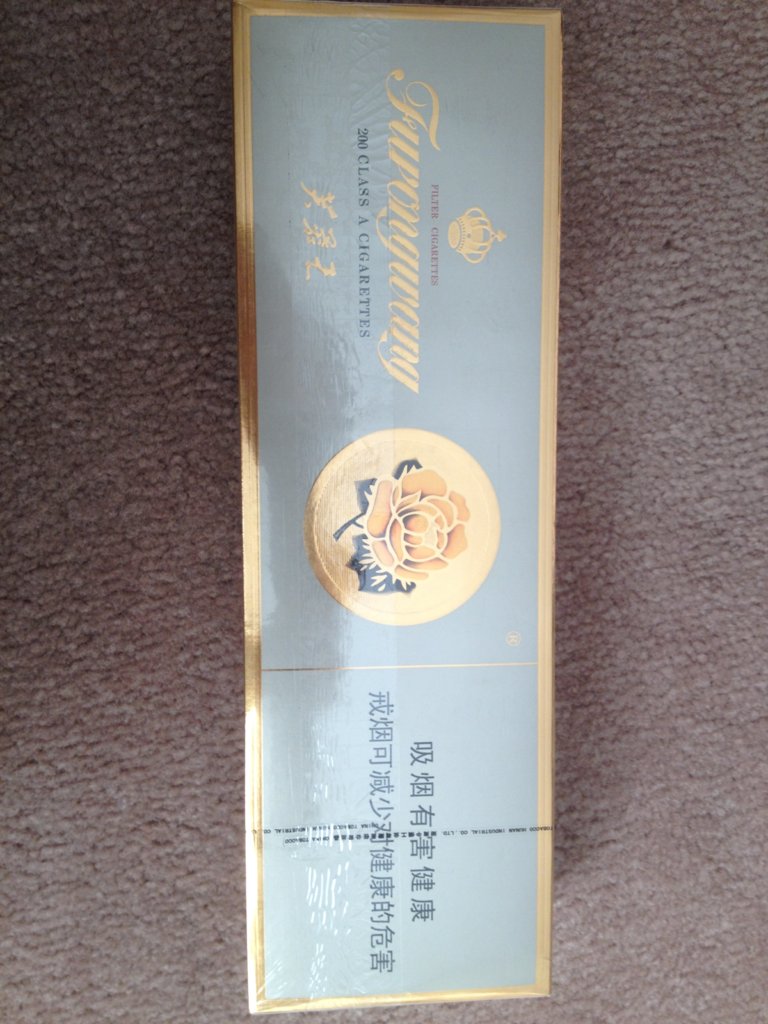 FILTER CIGARETTES
Furongwang
200 CLASS A CIGARETTES
芙蓉王
®
吸烟有害健康
戒烟可减少对健康的危害